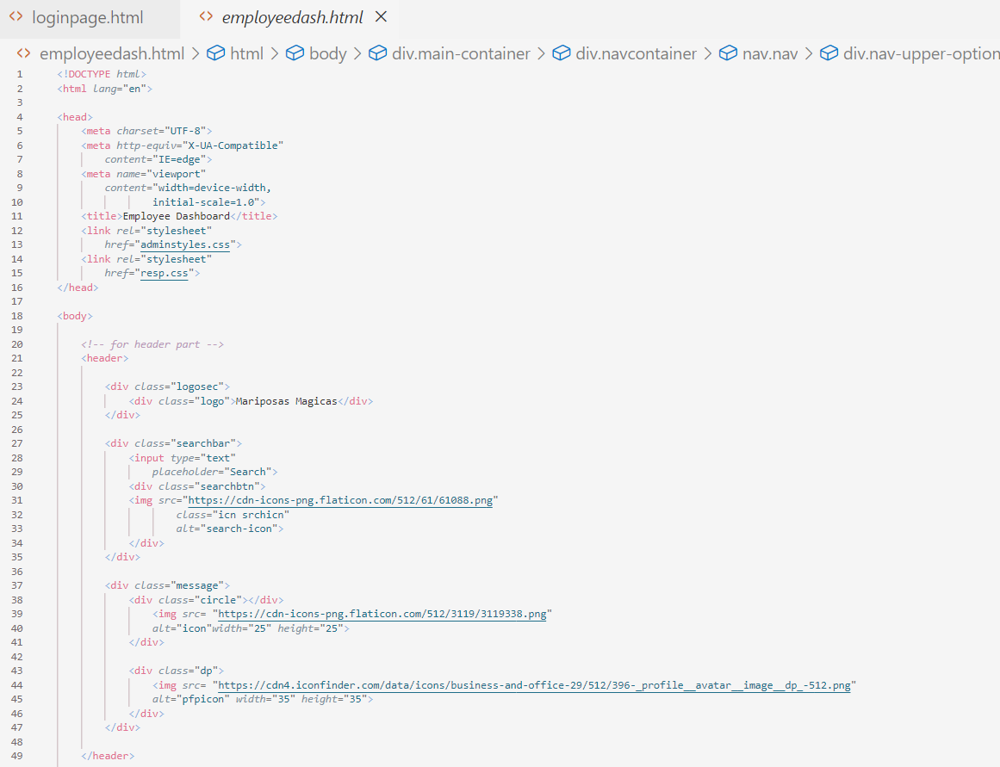 loginpage.html
employeedash.html
employeedash.html > html > body > div.main-container > div.navcontainer > nav.nav > div.nav-upper-option
1 <!DOCTYPE html>
2 <html lang="en">
3
4 <head>
5 <meta charset="UTF-8">
6 <meta http-equiv="X-UA-Compatible"
7 content="IE=edge">
8 <meta name="viewport"
9 content="width=device-width,
10 initial-scale=1.0">
11 <title>Employee Dashboard</title>
12 <link rel="stylesheet"
13 href="adminstyles.css">
14 <link rel="stylesheet"
15 href="resp.css">
16 </head>
17
18 <body>
19
20 <!-- for header part -->
21 <header>
22
23 <div class="logosec">
24 <div class="logo">Mariposas Magicas</div>
25 </div>
26
27 <div class="searchbar">
28 <input type="text"
29 placeholder="Search">
30 <div class="searchbtn">
31 <img src="https://cdn-icons-png.flaticon.com/512/61/61088.png"
32 class="icn srchicn"
33 alt="search-icon">
34 </div>
35 </div>
36
37 <div class="message">
38 <div class="circle"></div>
39 <img src= "https://cdn-icons-png.flaticon.com/512/3119/3119338.png"
40 alt="icon"width="25" height="25">
41 </div>
42
43 <div class="dp">
44 <img src= "https://cdn4.iconfinder.com/data/icons/business-and-office-29/512/396-_profile__avatar__image__dp_-512.png"
45 alt="pfpicon" width="35" height="35">
46 </div>
47 </div>
48
49 </header>